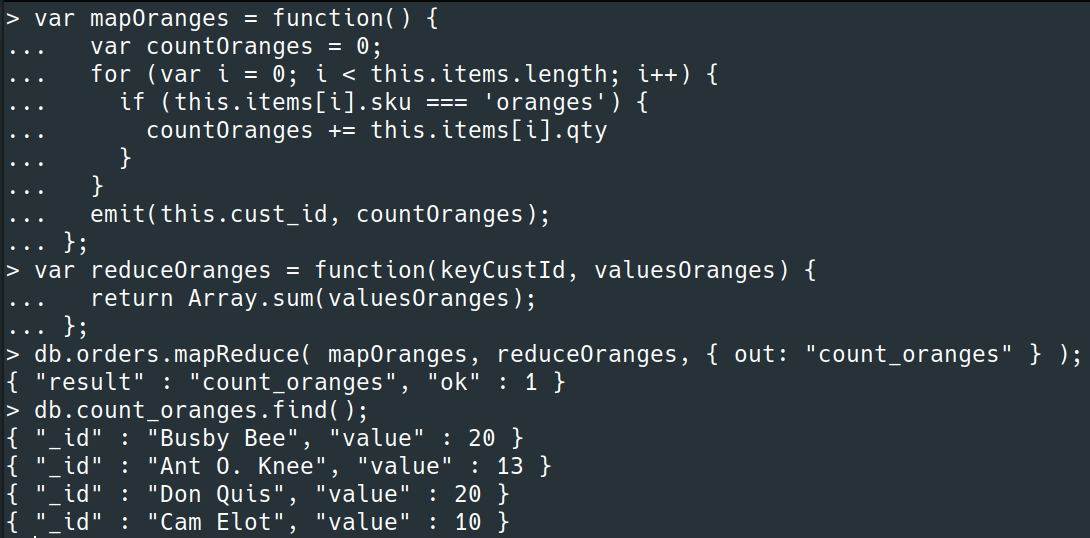 > var mapOranges = function() {
...   var countOranges = 0;
...   for (var i = 0; i < this.items.length; i++) {
...     if (this.items[i].sku === 'oranges') {
...       countOranges += this.items[i].qty
...     }
...   }
...   emit(this.cust_id, countOranges);
... };
> var reduceOranges = function(keyCustId, valuesOranges) {
...   return Array.sum(valuesOranges);
... };
> db.orders.mapReduce( mapOranges, reduceOranges, { out: "count_oranges" } );
{ "result" : "count_oranges", "ok" : 1 }
> db.count_oranges.find();
{ "_id" : "Busby Bee", "value" : 20 }
{ "_id" : "Ant O. Knee", "value" : 13 }
{ "_id" : "Don Quis", "value" : 20 }
{ "_id" : "Cam Elot", "value" : 10 }